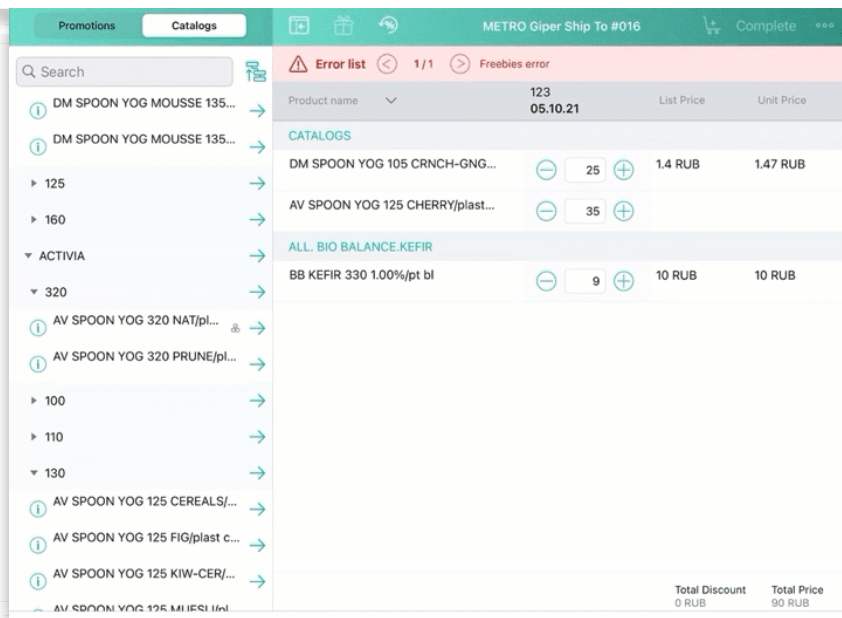 Promotions
Catalogs
METRO Giper Ship To #016
Complete
Search
Error list
1/1
Freebies error
DM SPOON YOG MOUSSE 135...
DM SPOON YOG MOUSSE 135...
125
160
ACTIVIA
320
AV SPOON YOG 320 NAT/pl...
AV SPOON YOG 320 PRUNE/pl...
100
110
130
AV SPOON YOG 125 CEREALS/...
AV SPOON YOG 125 FIG/plast c...
AV SPOON YOG 125 KIW-CER/...
AV SPOON YOG 125 MUESLI/pl
Product name
123
05.10.21
List Price
Unit Price
CATALOGS
DM SPOON YOG 105 CRNCH-GNG...
25
1.4 RUB
1.47 RUB
AV SPOON YOG 125 CHERRY/plast...
35
ALL. BIO BALANCE.KEFIR
BB KEFIR 330 1.00%/pt bl
9
10 RUB
10 RUB
Total Discount
0 RUB
Total Price
90 RUB